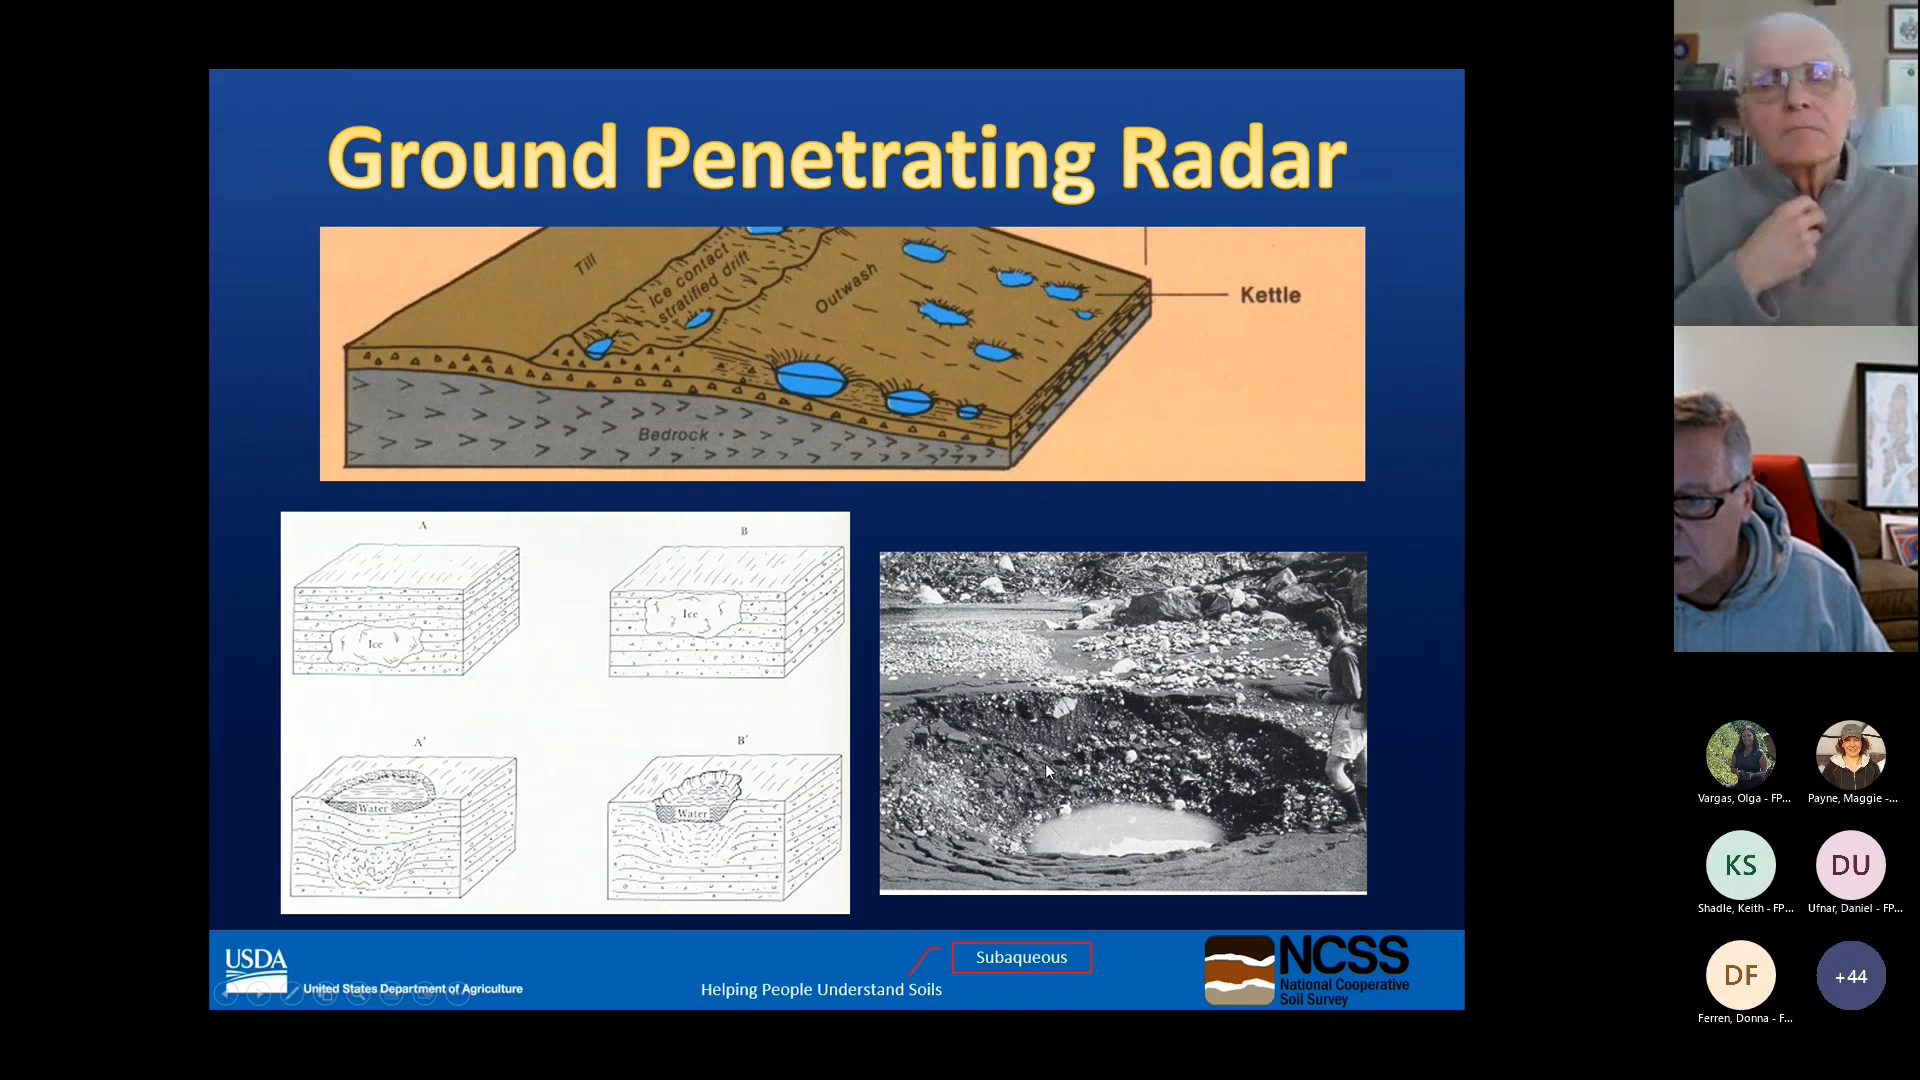 Ground Penetrating Radar
Till
Ice contact
stratified drift
Outwash
Kettle
Bedrock
A
B
Ice
Ice
A'
B'
Water
Water
Subaqueous
USDA
United States Department of Agriculture
Helping People Understand Soils
NCSS
National Cooperative
Soil Survey
Vargas, Olga - FP...
Payne, Maggie -...
KS
DU
Shadle, Keith - FP...
Ufnar, Daniel - FP...
DF
+44
Ferren, Donna - F...